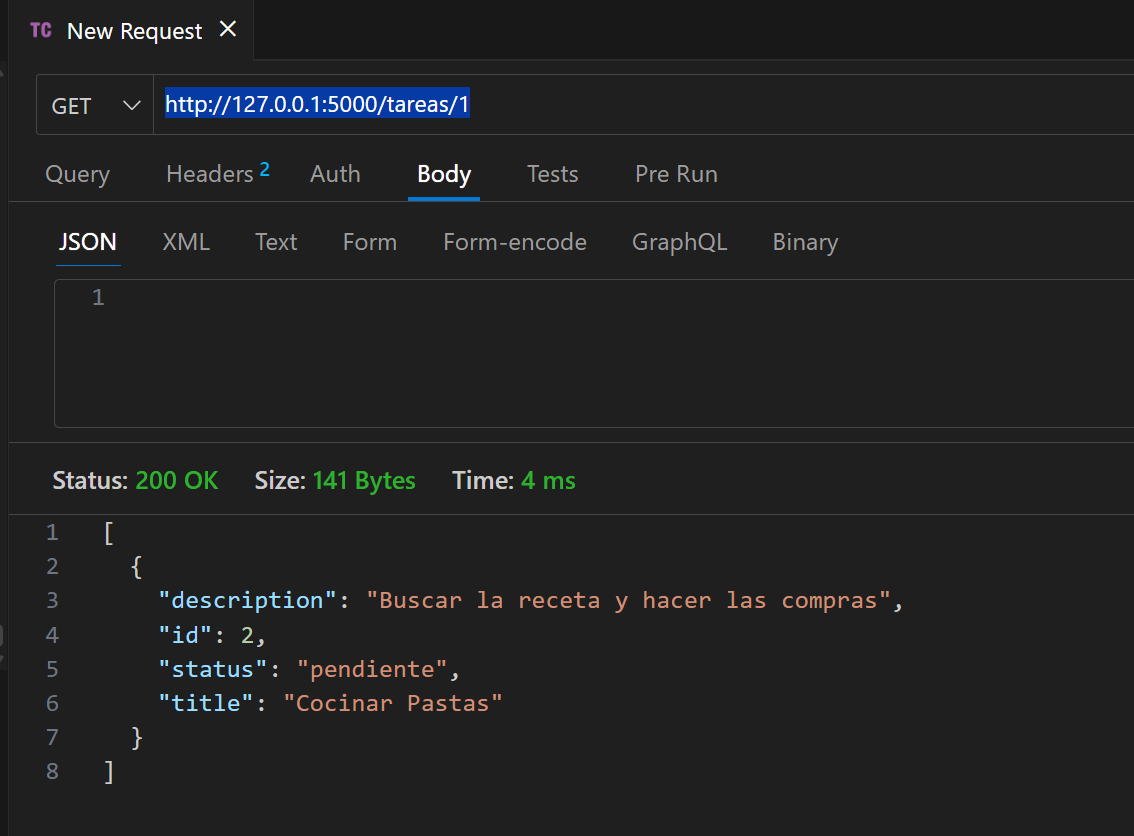 TC New Request ×
GET http://127.0.0.1:5000/tareas/1
Query Headers 2 Auth Body Tests Pre Run
JSON XML Text Form Form-encode GraphQL Binary
1
Status: 200 OK Size: 141 Bytes Time: 4 ms
1 [
2 {
3 "description": "Buscar la receta y hacer las compras",
4 "id": 2,
5 "status": "pendiente",
6 "title": "Cocinar Pastas"
7 }
8 ]